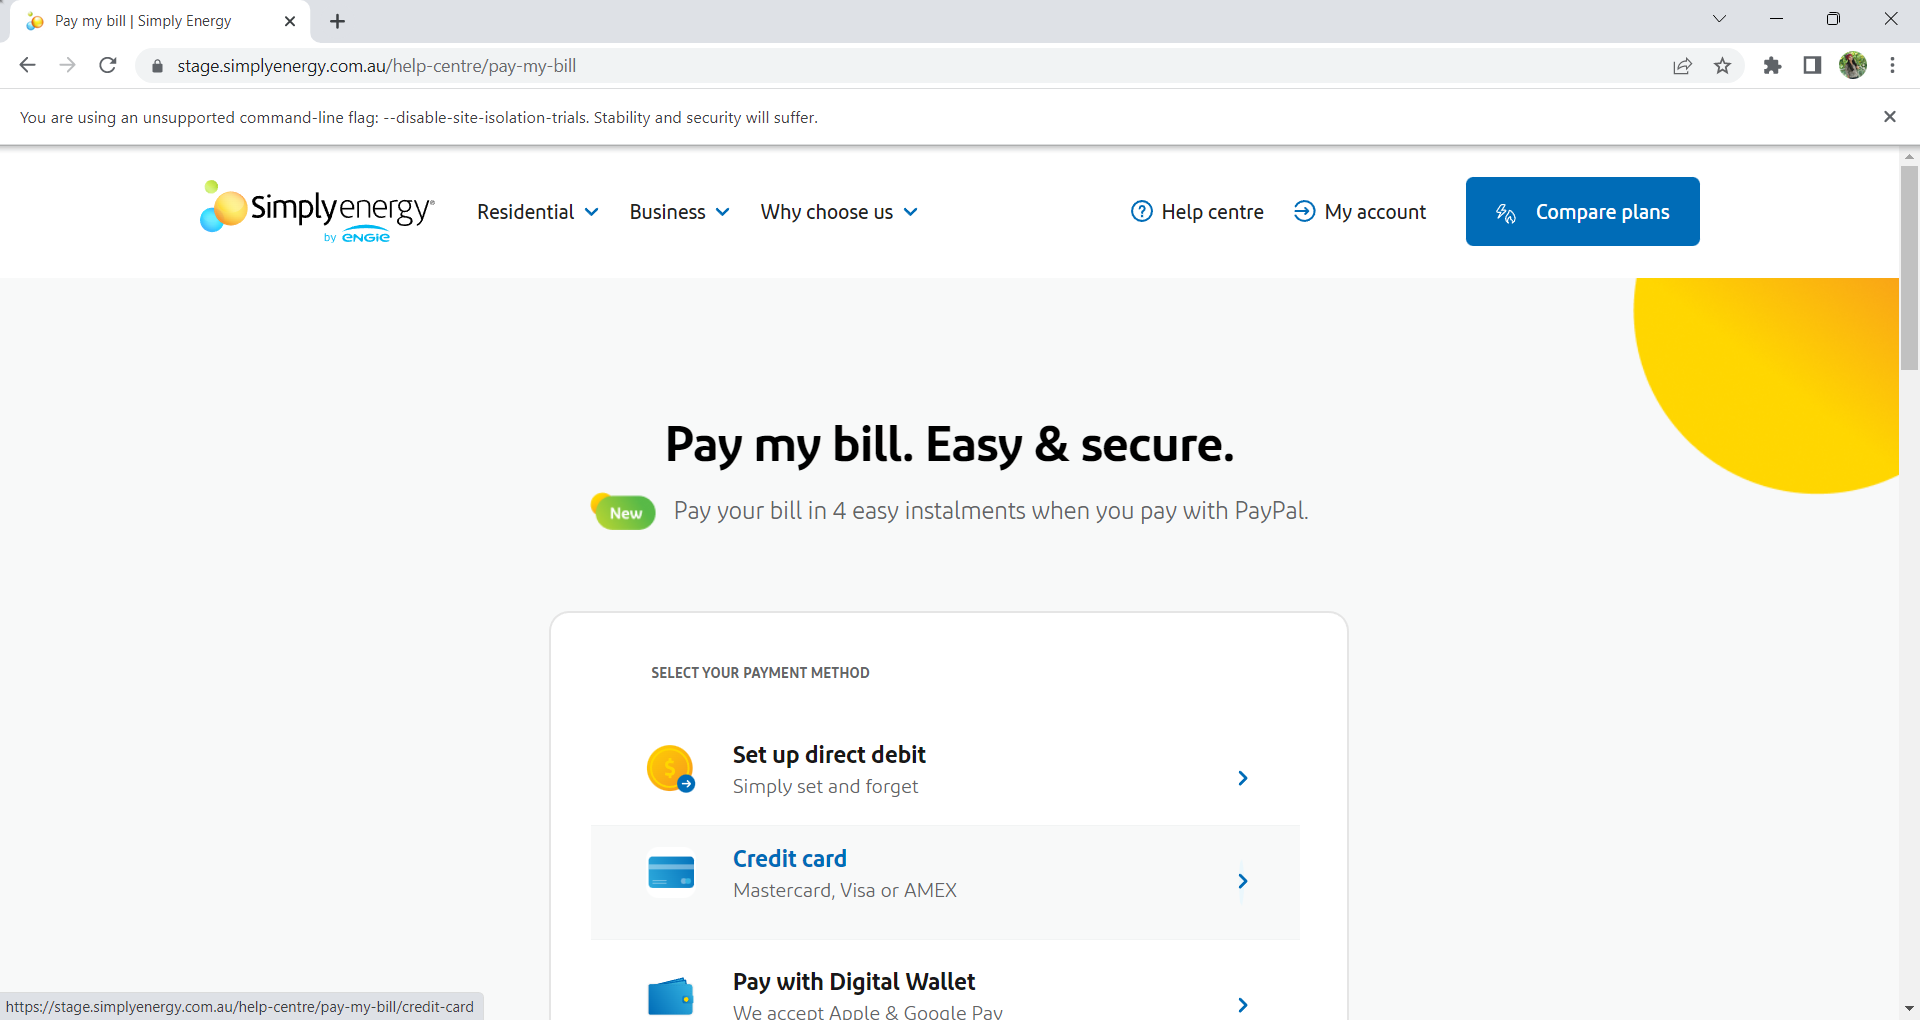 Pay my bill | Simply Energy
stage.simplyenergy.com.au/help-centre/pay-my-bill
You are using an unsupported command-line flag: --disable-site-isolation-trials. Stability and security will suffer.
Simplyenergy®
by ENGIE
Residential
Business
Why choose us
Help centre
My account
Compare plans
Pay my bill. Easy & secure.
New Pay your bill in 4 easy instalments when you pay with PayPal.
SELECT YOUR PAYMENT METHOD
Set up direct debit
Simply set and forget
Credit card
Mastercard, Visa or AMEX
Pay with Digital Wallet
We accept Apple & Google Pay
https://stage.simplyenergy.com.au/help-centre/pay-my-bill/credit-card